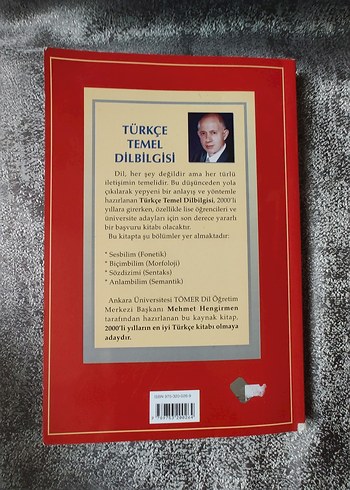 TÜRKÇE
TEMEL
DİLBİLGİSİ
Dil, her şey değildir ama her türlü
iletişimin temelidir. Bu düşünceden yola
çıkılarak yepyeni bir anlayış ve yöntemle
hazırlanan Türkçe Temel Dilbilgisi, 2000'li
yıllara girerken, özellikle lise öğrencileri ve
üniversite adayları için son derece yararlı
bir başvuru kitabı olacaktır.
Bu kitapta şu bölümler yer almaktadır:
* Sesbilim (Fonetik)
* Biçimbilim (Morfoloji)
* Sözdizimi (Sentaks)
* Anlambilim (Semantik)
Ankara Üniversitesi TÖMER Dil Öğretim
Merkezi Başkanı Mehmet Hengirmen
tarafından hazırlanan bu kaynak kitap,
2000'li yılların en iyi Türkçe kitabı olmaya
adaydır.